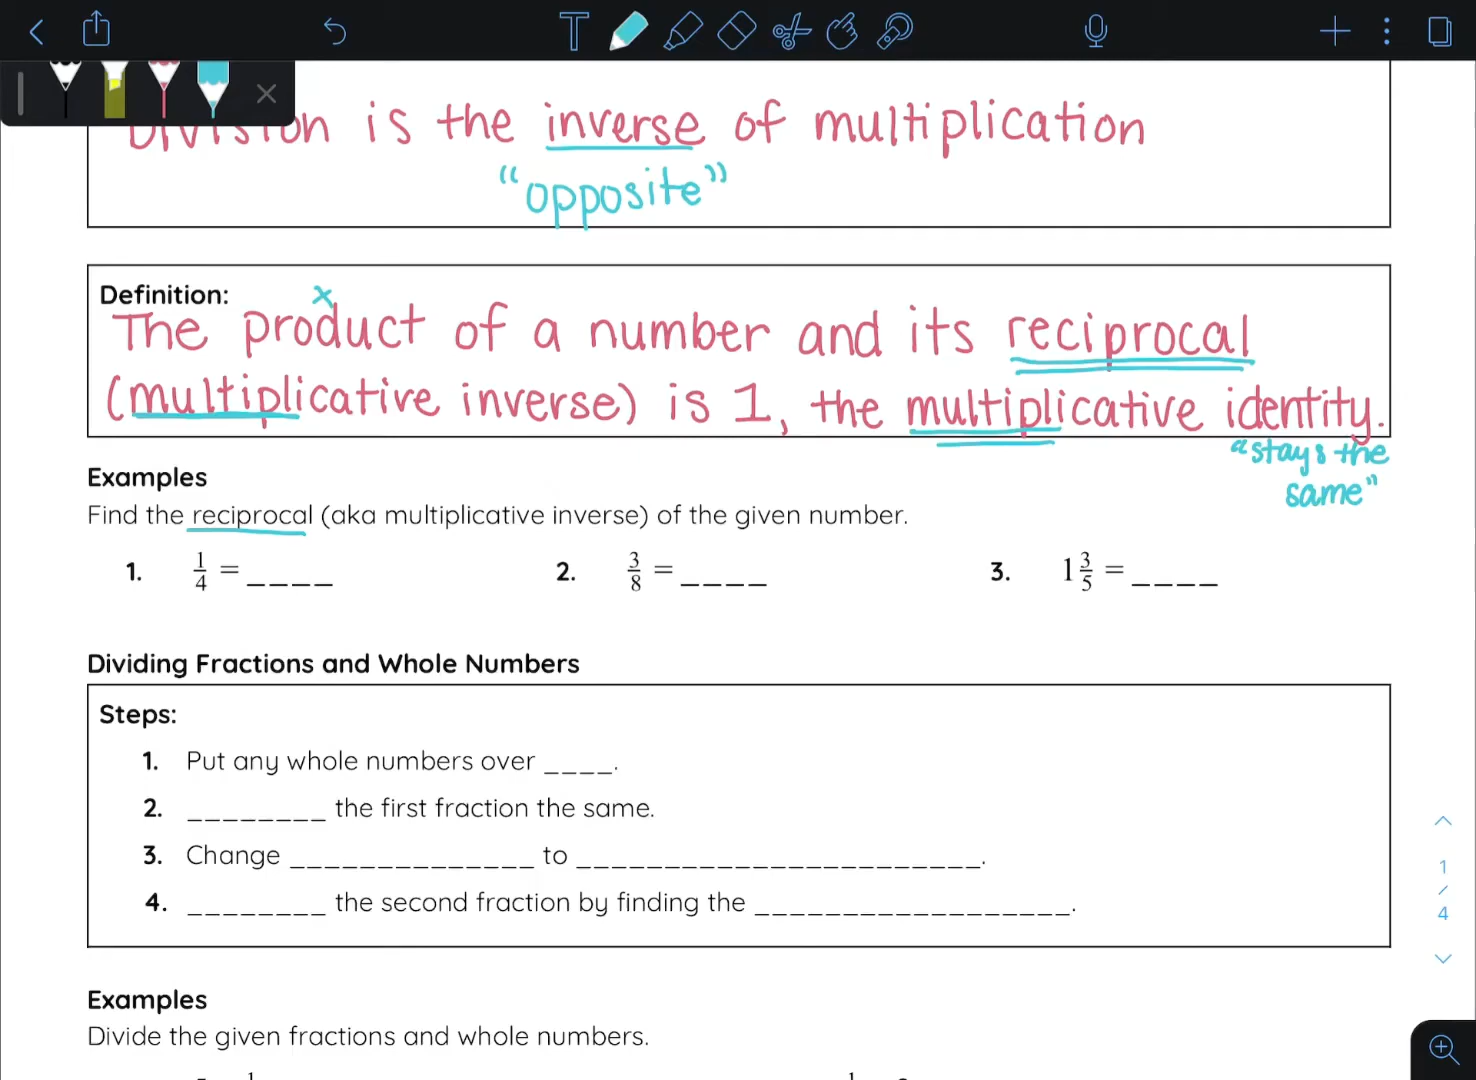 Division is the inverse of multiplication
"opposite"
Definition:
x
The product of a number and its reciprocal
(multiplicative inverse) is 1, the multiplicative identity.
"stays the
same"
Examples
Find the reciprocal (aka multiplicative inverse) of the given number.
1. 1/4 = ____ 2. 3/8 = ____ 3. 1 3/5 = ____
Dividing Fractions and Whole Numbers
Steps:
1. Put any whole numbers over ____.
2. ________ the first fraction the same.
3. Change ______________ to _______________________.
4. ________ the second fraction by finding the __________________.
1
/
4
Examples
Divide the given fractions and whole numbers.